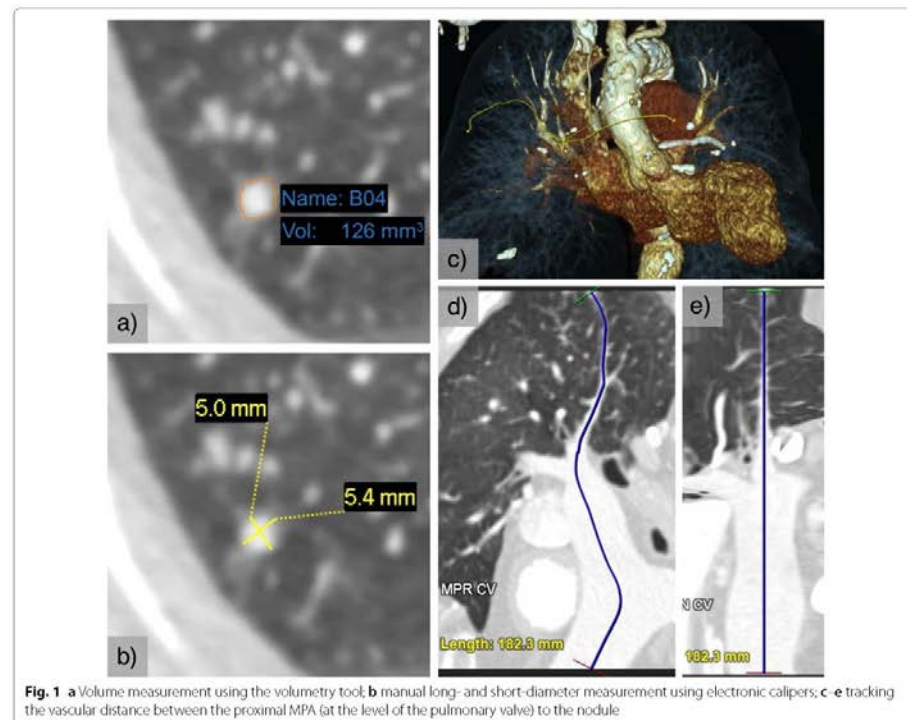 Name: B04
Vol: 126 mm³
a)
5.0 mm
5.4 mm
b)
c)
d)
MPR CV
Length: 182.3 mm
e)
N CV
182.3 mm
Fig. 1 a Volume measurement using the volumetry tool; b manual long- and short-diameter measurement using electronic calipers; c–e tracking
the vascular distance between the proximal MPA (at the level of the pulmonary valve) to the nodule